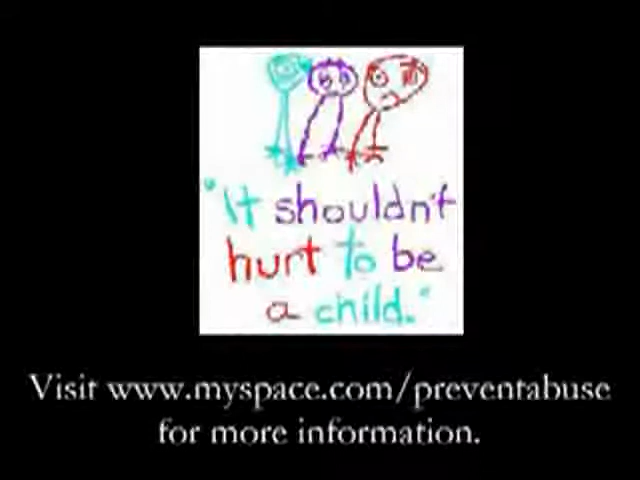 "It shouldn't
hurt to be
a child."
Visit www.myspace.com/preventabuse
for more information.